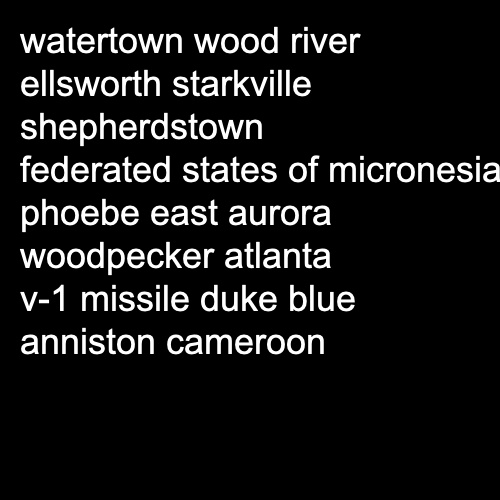 watertown wood river
ellsworth starkville
shepherdstown
federated states of micronesia
phoebe east aurora
woodpecker atlanta
v-1 missile duke blue
anniston cameroon